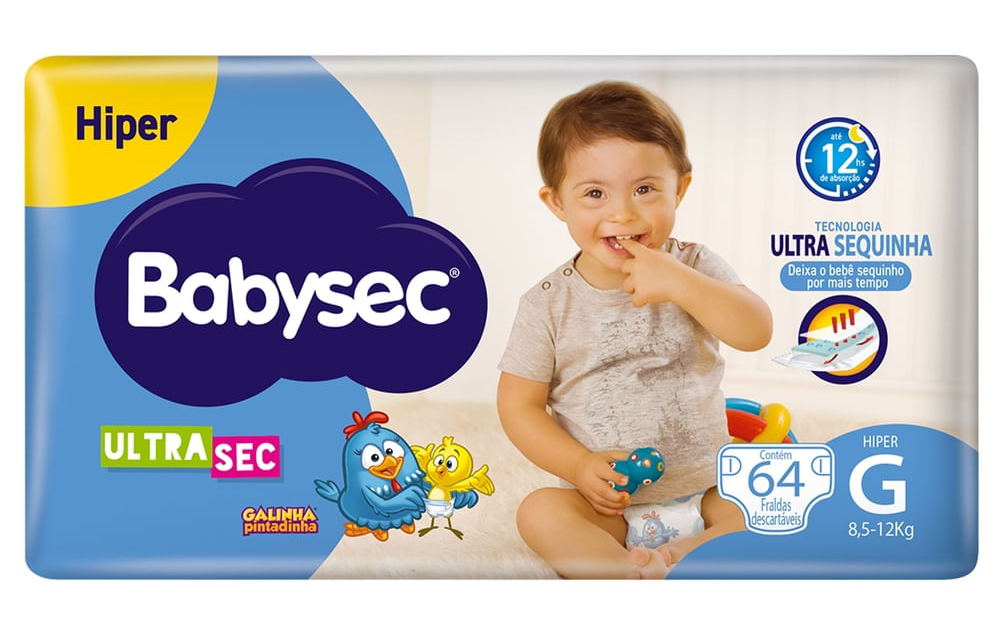 Hiper
Babysec®
ULTRA
SEC
GALINHA
pintadinha
até
12hs
de absorção
TECNOLOGIA
ULTRA SEQUINHA
Deixa o bebê sequinho
por mais tempo
Contém
64
Fraldas
descartáveis
HIPER
G
8,5-12Kg